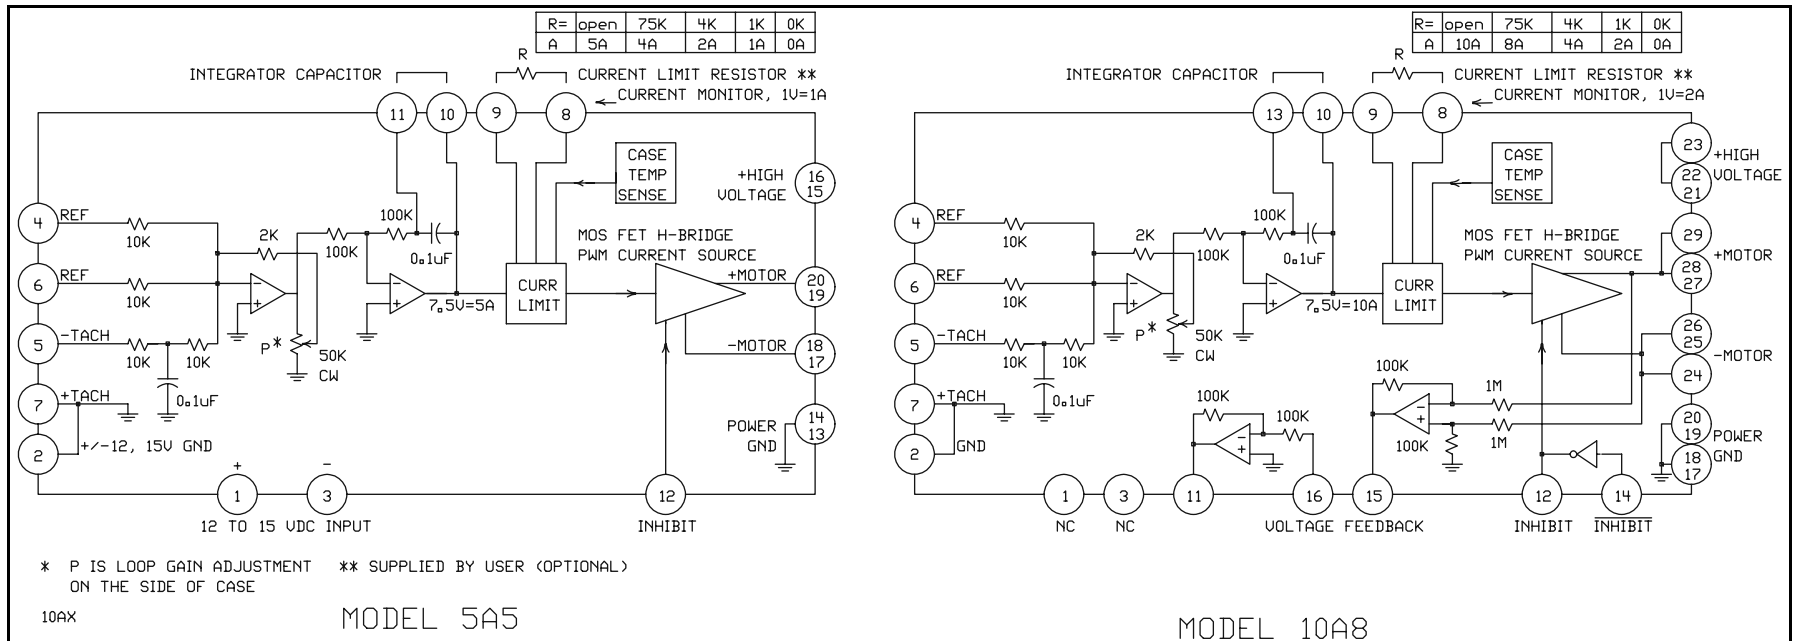 R= open 75K 4K 1K 0K
A 5A 4A 2A 1A 0A
R
INTEGRATOR CAPACITOR
CURRENT LIMIT RESISTOR **
CURRENT MONITOR, 1V=1A
11
10
9
8
CASE
TEMP
SENSE
+HIGH
VOLTAGE
16
15
4
REF
10K
2K
100K
100K
0.1uF
MOS FET H-BRIDGE
PWM CURRENT SOURCE
6
REF
10K
−
+
−
+
7.5V=5A
CURR
LIMIT
+MOTOR
20
19
5
-TACH
10K
10K
P*
50K
CW
-MOTOR
18
17
7
+TACH
0.1uF
2
+/-12, 15V GND
POWER
GND
14
13
+
−
1
3
12
12 TO 15 VDC INPUT
INHIBIT
* P IS LOOP GAIN ADJUSTMENT
ON THE SIDE OF CASE
** SUPPLIED BY USER (OPTIONAL)
10AX
MODEL 5A5
R= open 75K 4K 1K 0K
A 10A 8A 4A 2A 0A
R
INTEGRATOR CAPACITOR
CURRENT LIMIT RESISTOR **
CURRENT MONITOR, 1V=2A
13
10
9
8
CASE
TEMP
SENSE
23
22
21
+HIGH
VOLTAGE
4
REF
10K
2K
100K
100K
0.1uF
MOS FET H-BRIDGE
PWM CURRENT SOURCE
29
28
27
+MOTOR
6
REF
10K
−
+
−
+
7.5V=10A
CURR
LIMIT
5
-TACH
10K
10K
P*
50K
CW
26
25
24
-MOTOR
7
+TACH
0.1uF
100K
1M
−
+
100K
1M
2
GND
100K
100K
−
+
20
19
18
17
POWER
GND
1
3
11
16
15
12
14
NC
NC
VOLTAGE FEEDBACK
INHIBIT
INHIBIT
MODEL 10A8